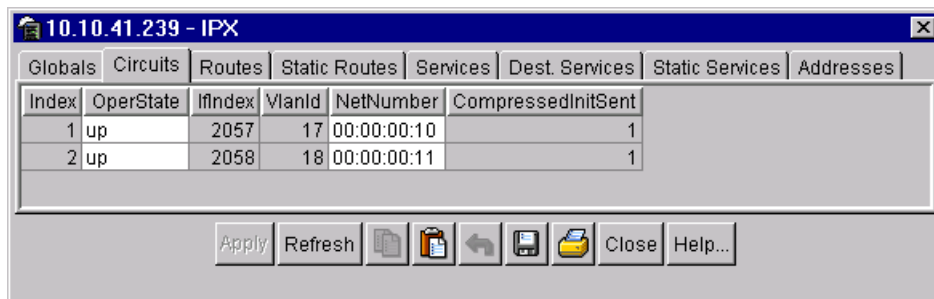 10.10.41.239 - IPX
Globals Circuits Routes Static Routes Services Dest. Services Static Services Addresses
Index OperState IfIndex VlanId NetNumber CompressedInitSent
1 up 2057 17 00:00:00:10 1
2 up 2058 18 00:00:00:11 1
Apply Refresh Close Help...